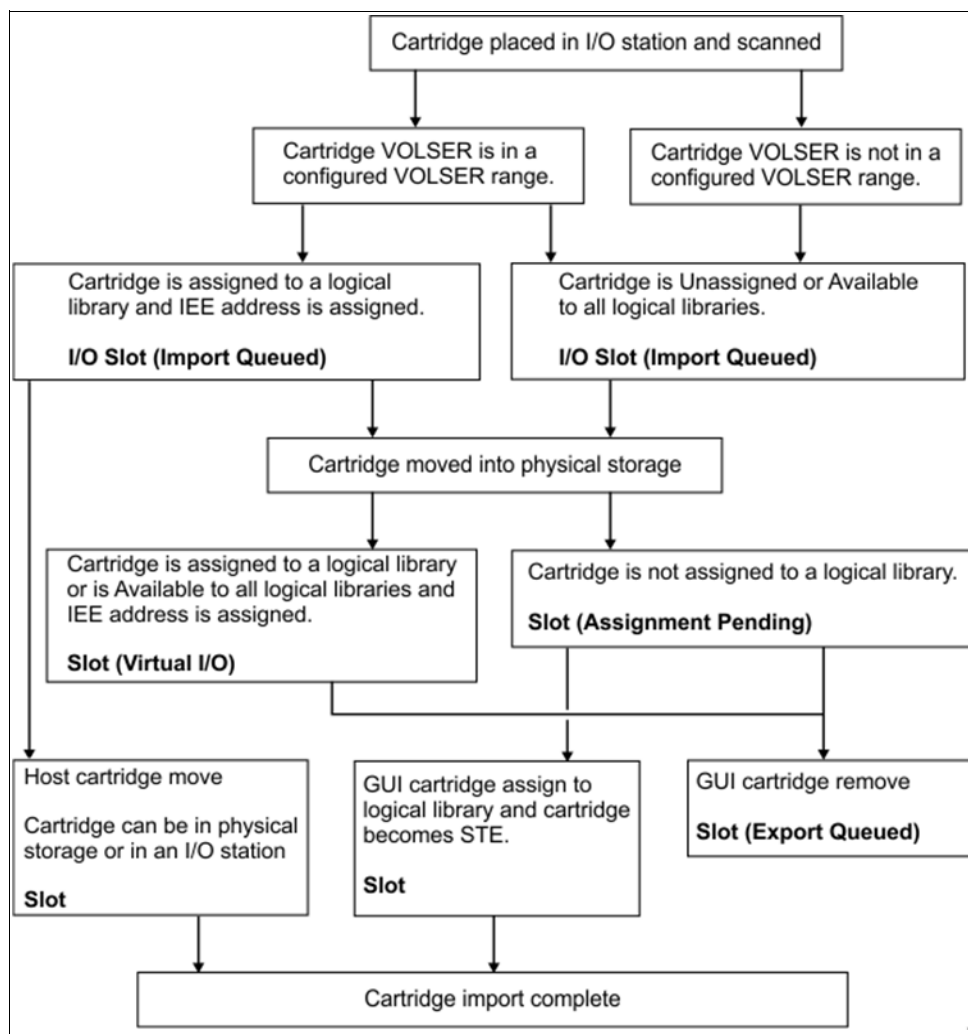 Cartridge placed in I/O station and scanned
Cartridge VOLSER is in a
configured VOLSER range.
Cartridge VOLSER is not in a
configured VOLSER range.
Cartridge is assigned to a logical
library and IEE address is assigned.
I/O Slot (Import Queued)
Cartridge is Unassigned or Available
to all logical libraries.
I/O Slot (Import Queued)
Cartridge moved into physical storage
Cartridge is assigned to a logical library
or is Available to all logical libraries and
IEE address is assigned.
Slot (Virtual I/O)
Cartridge is not assigned to a logical library.
Slot (Assignment Pending)
Host cartridge move
Cartridge can be in physical
storage or in an I/O station
Slot
GUI cartridge assign to
logical library and cartridge
becomes STE.
Slot
GUI cartridge remove
Slot (Export Queued)
Cartridge import complete